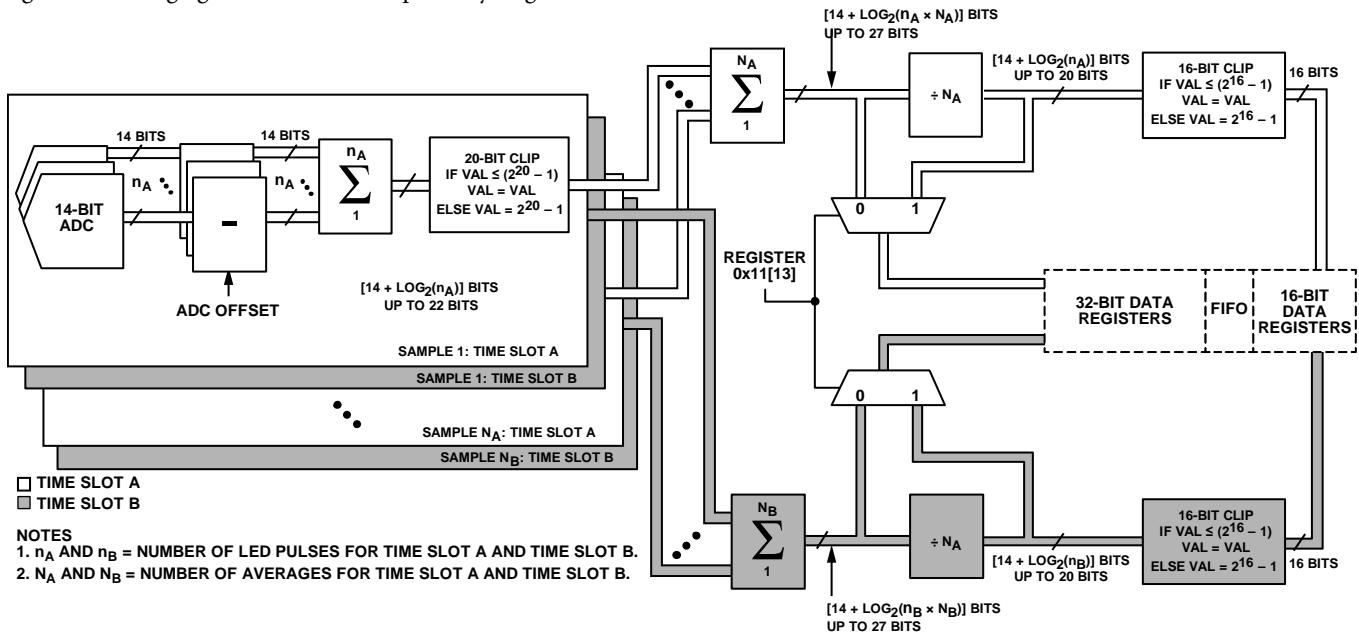 [14 + LOG2(nA × NA)] BITS
UP TO 27 BITS
NA
Σ
1
[14 + LOG2(nA)] BITS
UP TO 20 BITS
÷ NA
16-BIT CLIP
IF VAL ≤ (2^16 – 1)
VAL = VAL
ELSE VAL = 2^16 – 1
16 BITS
14 BITS
14 BITS
nA
nA
14-BIT
ADC
–
ADC OFFSET
nA
Σ
1
20-BIT CLIP
IF VAL ≤ (2^20 – 1)
VAL = VAL
ELSE VAL = 2^20 – 1
[14 + LOG2(nA)] BITS
UP TO 22 BITS
SAMPLE 1: TIME SLOT A
SAMPLE 1: TIME SLOT B
SAMPLE NA: TIME SLOT A
SAMPLE NB: TIME SLOT B
0 1
REGISTER
0x11[13]
32-BIT DATA
REGISTERS
FIFO
16-BIT
DATA
REGISTERS
0 1
TIME SLOT A
TIME SLOT B
NOTES
1. nA AND nB = NUMBER OF LED PULSES FOR TIME SLOT A AND TIME SLOT B.
2. NA AND NB = NUMBER OF AVERAGES FOR TIME SLOT A AND TIME SLOT B.
NB
Σ
1
÷ NA
[14 + LOG2(nB)] BITS
UP TO 20 BITS
16-BIT CLIP
IF VAL ≤ (2^16 – 1)
VAL = VAL
ELSE VAL = 2^16 – 1
16 BITS
[14 + LOG2(nB × NB)] BITS
UP TO 27 BITS